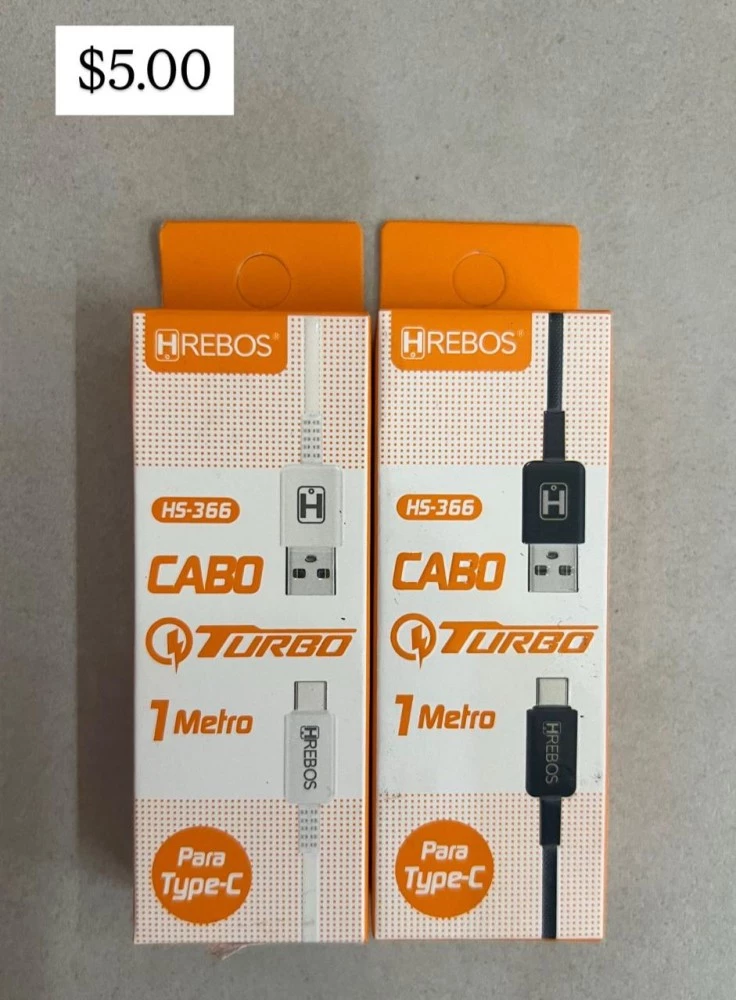 $5.00
HREBOS®
HS-366
CABO
TURBO
1 Metro
HREBOS
Para
Type-C
HREBOS®
H
HS-366
CABO
TURBO
1 Metro
HREBOS
Para
Type-C